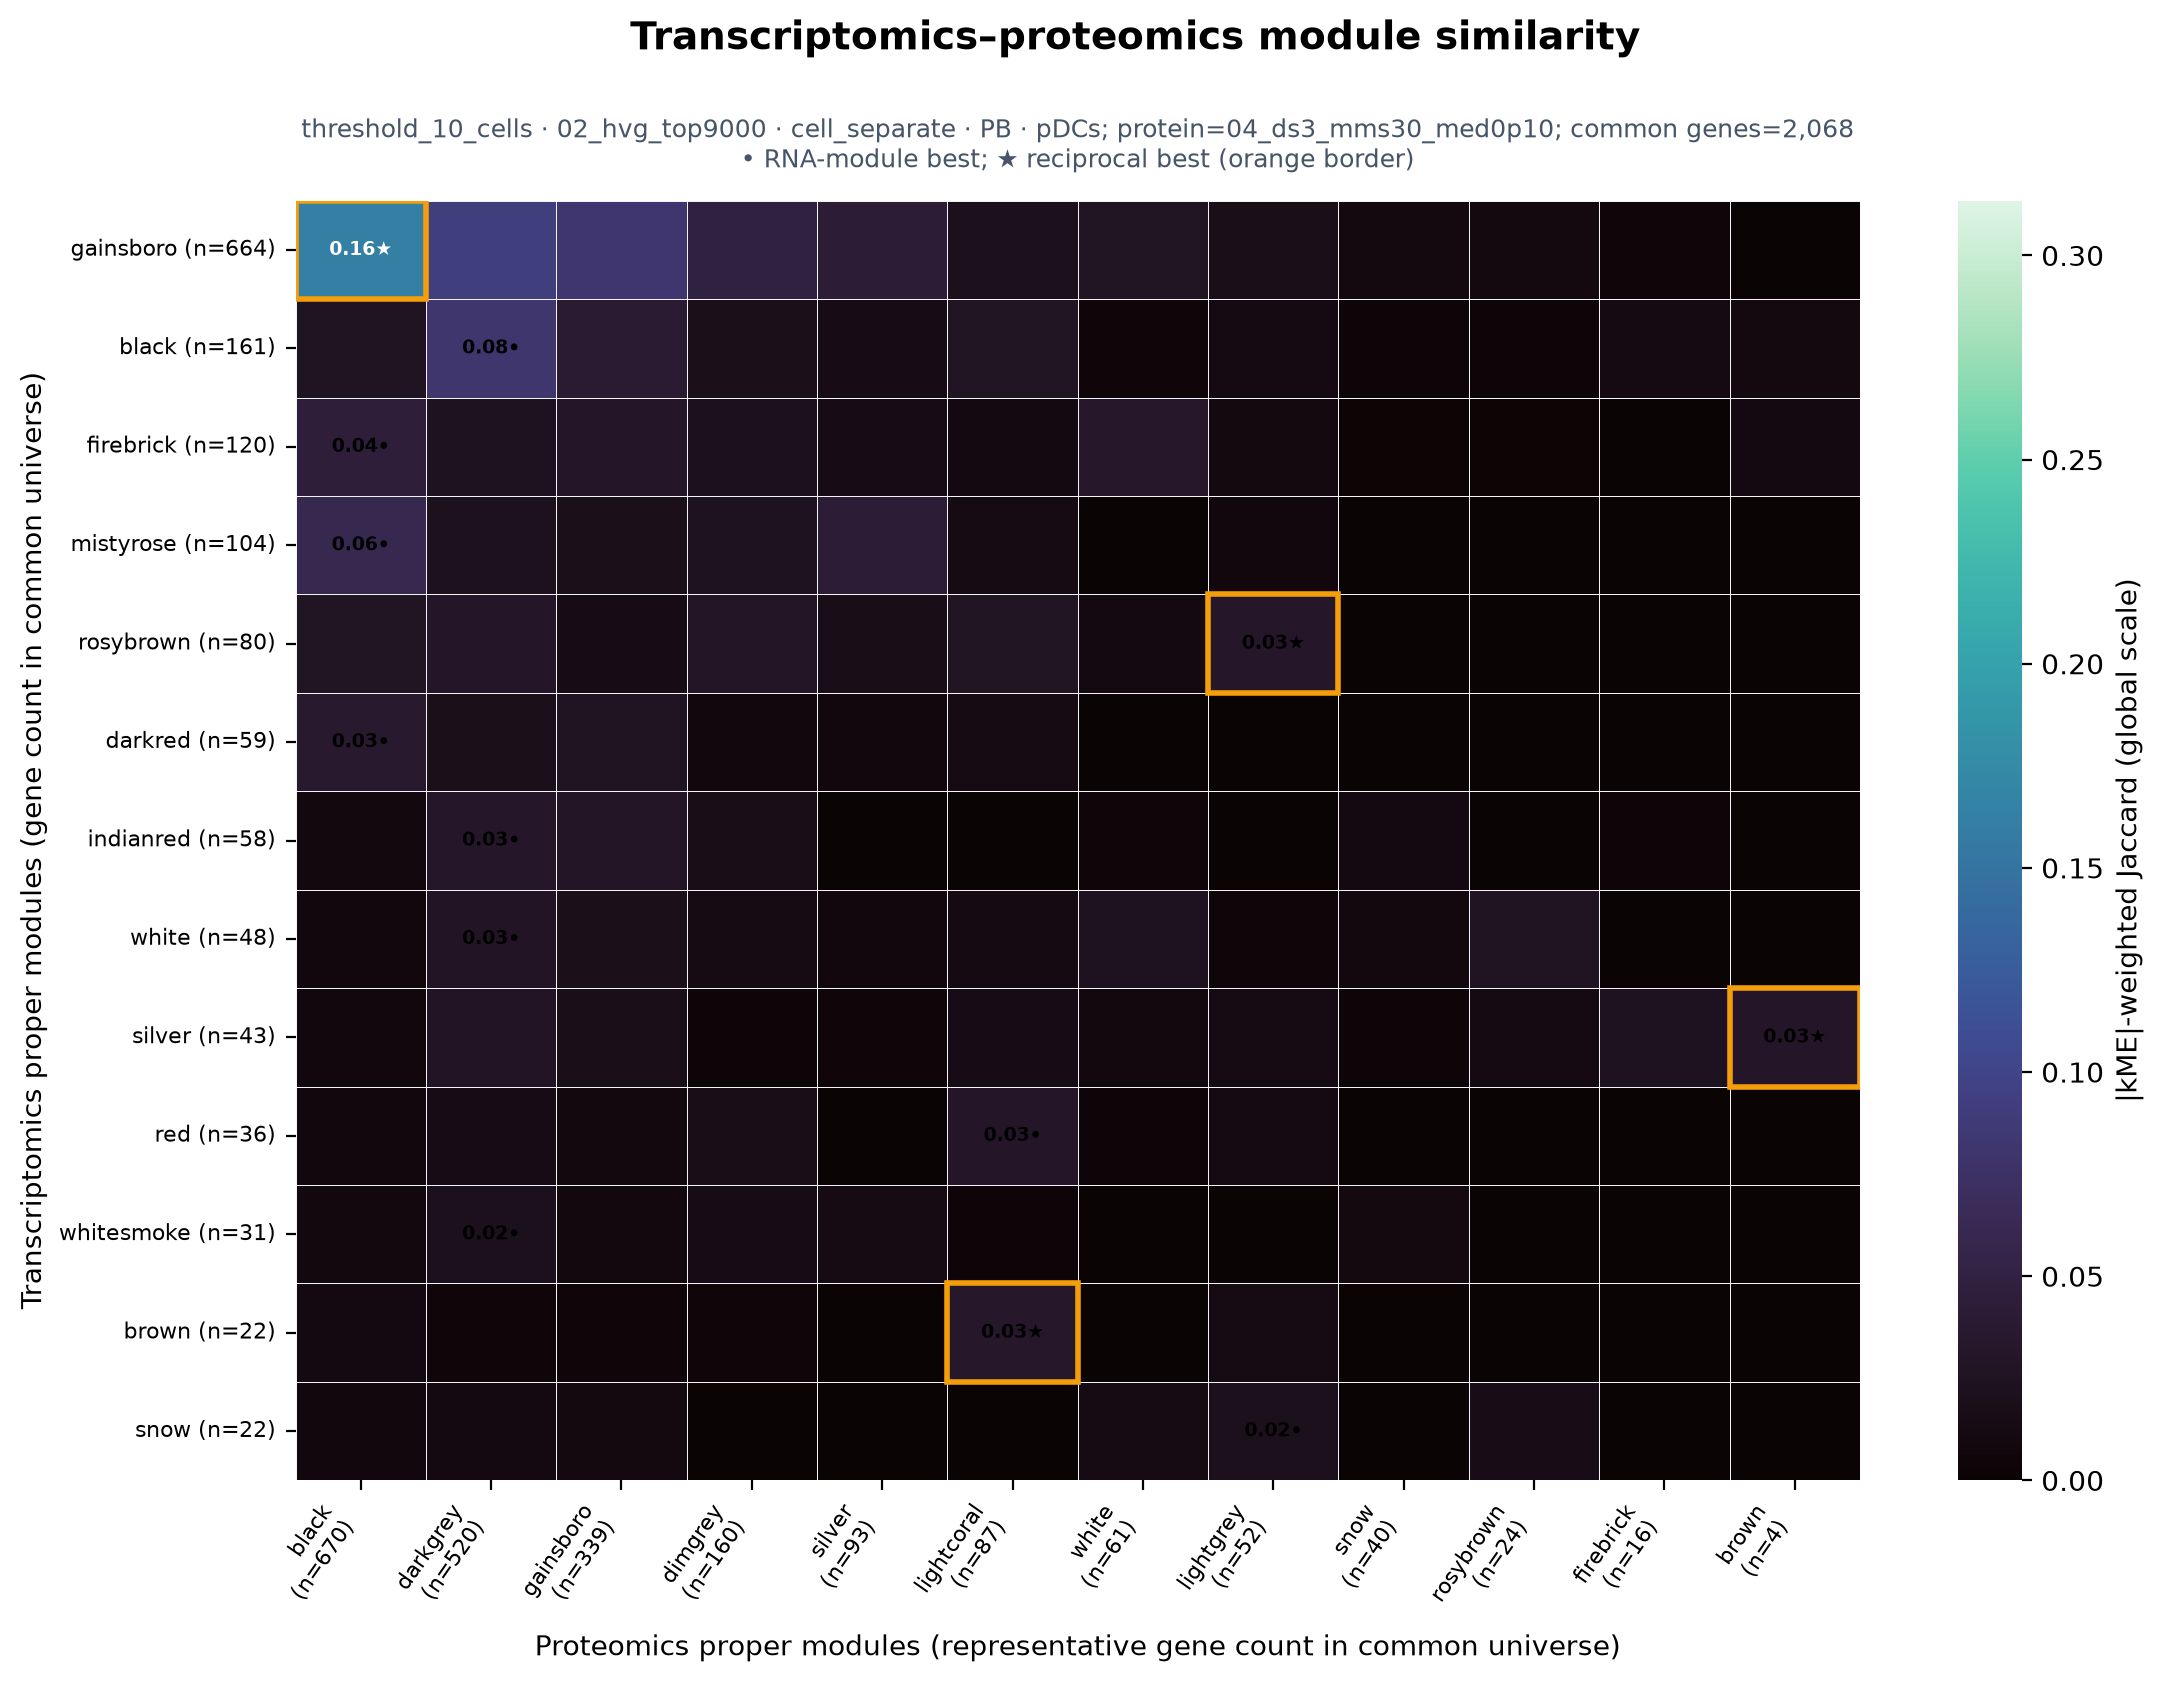 Transcriptomics–proteomics module similarity
threshold_10_cells · 02_hvg_top9000 · cell_separate · PB · pDCs; protein=04_ds3_mms30_med0p10; common genes=2,068
• RNA-module best; ★ reciprocal best (orange border)
Transcriptomics proper modules (gene count in common universe)
gainsboro (n=664)
0.16★
black (n=161)
0.08•
firebrick (n=120)
0.04•
mistyrose (n=104)
0.06•
rosybrown (n=80)
0.03★
darkred (n=59)
0.03•
indianred (n=58)
0.03•
white (n=48)
0.03•
silver (n=43)
0.03★
red (n=36)
0.03•
whitesmoke (n=31)
0.02•
brown (n=22)
0.03★
snow (n=22)
0.02•
black
(n=670)
darkgrey
(n=520)
gainsboro
(n=339)
dimgrey
(n=160)
silver
(n=93)
lightcoral
(n=87)
white
(n=61)
lightgrey
(n=52)
snow
(n=40)
rosybrown
(n=24)
firebrick
(n=16)
brown
(n=4)
Proteomics proper modules (representative gene count in common universe)
0.30
0.25
0.20
0.15
0.10
0.05
0.00
|kME|-weighted Jaccard (global scale)